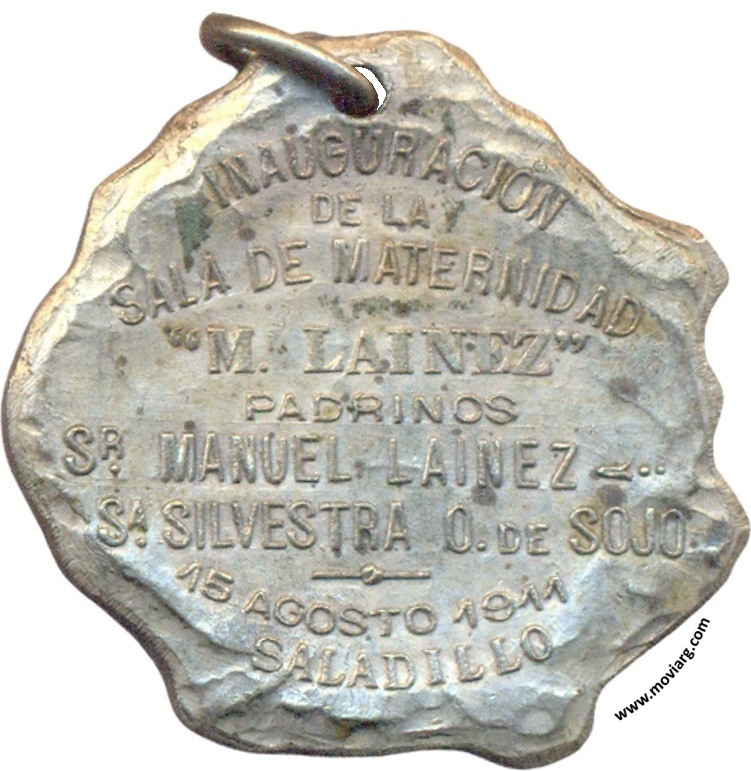 INAUGURACION
DE LA
SALA DE MATERNIDAD
"M. LAINEZ"
PADRINOS
SR. MANUEL LAINEZ
SA. SILVESTRA O. DE SOJO
15 AGOSTO 1911
SALADILLO
www.moviarg.com